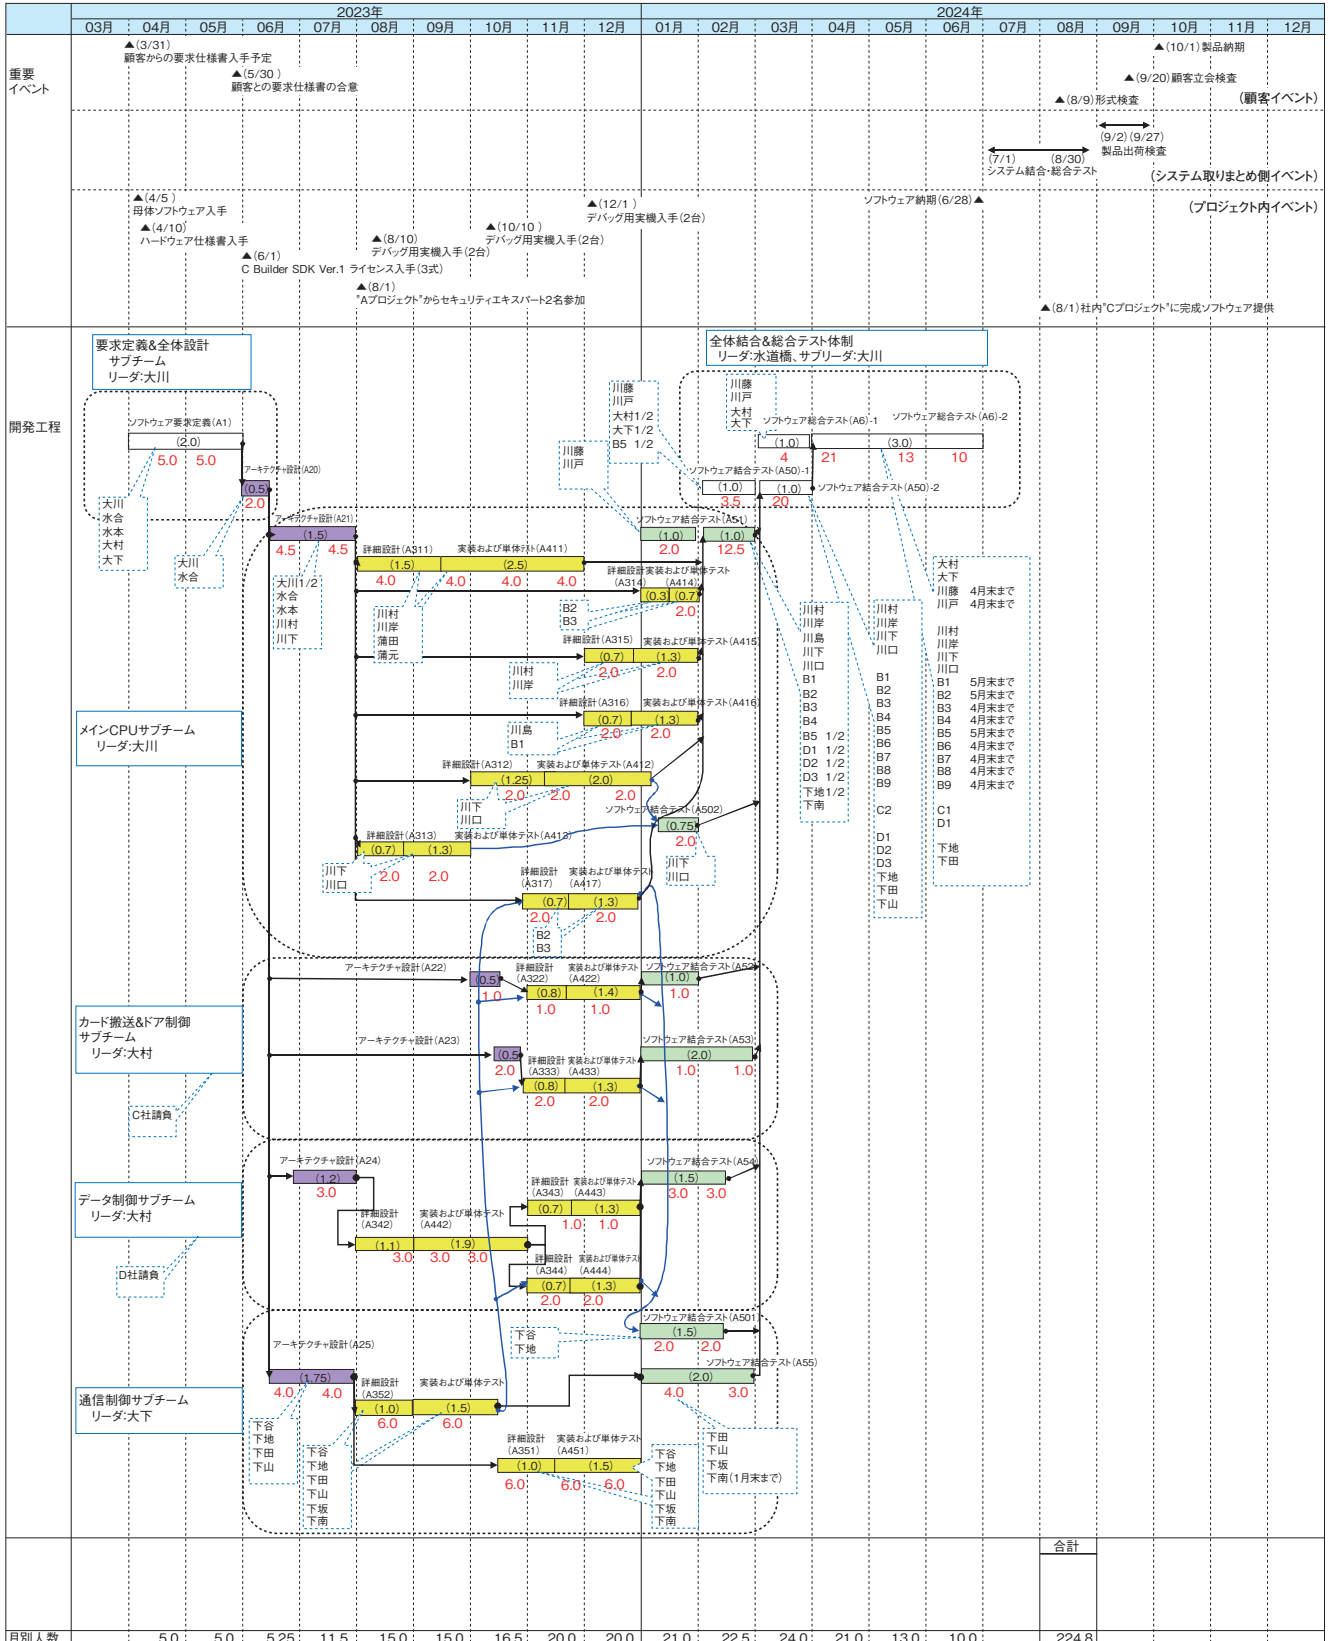 2023年
2024年
03月 04月 05月 06月 07月 08月 09月 10月 11月 12月 01月 02月 03月 04月 05月 06月 07月 08月 09月 10月 11月 12月
重要
イベント
▲(3/31)
顧客からの要求仕様書入手予定
▲(5/30)
顧客との要求仕様書の合意
▲(10/1)製品納期
▲(9/20)顧客立会検査
▲(8/9)形式検査
(顧客イベント)
(9/2)(9/27)
製品出荷検査
(7/1) (8/30)
システム結合・総合テスト
(システム取りまとめ側イベント)
▲(4/5)
母体ソフトウェア入手
▲(4/10)
ハードウェア仕様書入手
▲(6/1)
C Builder SDK Ver.1 ライセンス入手(3式)
▲(8/10)
デバッグ用実機入手(2台)
▲(10/10)
デバッグ用実機入手(2台)
▲(12/1)
デバッグ用実機入手(2台)
▲(8/1)
"Aプロジェクト"からセキュリティエキスパート2名参加
ソフトウェア納期(6/28)▲
(プロジェクト内イベント)
▲(8/1)社内"Cプロジェクト"に完成ソフトウェア提供
開発工程
要求定義&全体設計
サブチーム
リーダ:大川
全体結合&総合テスト体制
リーダ:水道橋、サブリーダ:大川
ソフトウェア要求定義(A1)
(2.0)
5.0 5.0
大川
水合
水本
大村
大下
アーキテクチャ設計(A20)
(0.5)
2.0
大川
水合
川藤
川戸
川藤
川戸
大村1/2
大下1/2
B5 1/2
川藤
川戸
大村
大下
ソフトウェア総合テスト(A6)-1
(1.0)
4
ソフトウェア総合テスト(A6)-2
(3.0)
21 13 10
ソフトウェア結合テスト(A50)-1
(1.0)
3.5
(1.0)
ソフトウェア結合テスト(A50)-2
20
メインCPUサブチーム
リーダ:大川
アーキテクチャ設計(A21)
(1.5)
4.5 4.5
大川1/2
水合
水本
川村
川下
詳細設計(A311)
実装および単体テスト(A411)
(1.5) (2.5)
4.0 4.0 4.0 4.0
川村
川岸
蒲田
蒲元
ソフトウェア結合テスト(A51)
(1.0) (1.0)
2.0 12.5
詳細設計
(A314)
実装および単体テスト
(A414)
(0.3) (0.7)
2.0
B2
B3
詳細設計(A315)
実装および単体テスト(A415)
(0.7) (1.3)
2.0 2.0
川村
川岸
詳細設計(A316)
実装および単体テスト(A416)
(0.7) (1.3)
2.0 2.0
川島
B1
詳細設計(A312)
実装および単体テスト(A412)
(1.25) (2.0)
2.0 2.0 2.0
川下
川口
ソフトウェア結合テスト(A502)
(0.75)
2.0
川下
川口
詳細設計(A313)
実装および単体テスト(A413)
(0.7) (1.3)
2.0 2.0
川下
川口
詳細設計
(A317)
実装および単体テスト
(A417)
(0.7) (1.3)
2.0 2.0
B2
B3
川村
川岸
川島
川下
川口
B1
B2
B3
B4
B5 1/2
D1 1/2
D2 1/2
D3 1/2
下地1/2
下南
川村
川岸
川下
川口
B1
B2
B3
B4
B5
B6
B7
B8
B9
C2
D1
D2
D3
下地
下田
下山
大村
大下
川藤 4月末まで
川戸 4月末まで
川村
川岸
川下
川口
B1 5月末まで
B2 5月末まで
B3 4月末まで
B4 4月末まで
B5 5月末まで
B6 4月末まで
B7 4月末まで
B8 4月末まで
B9 4月末まで
C1
D1
下地
下田
カード搬送&ドア制御
サブチーム
リーダ:大村
C社請負
アーキテクチャ設計(A22)
(0.5)
1.0
詳細設計
(A322)
実装および単体テスト
(A422)
(0.8) (1.4)
1.0 1.0
ソフトウェア結合テスト(A52)
(1.0)
1.0
アーキテクチャ設計(A23)
(0.5)
2.0
詳細設計
(A333)
実装および単体テスト
(A433)
(0.8) (1.3)
2.0 2.0
ソフトウェア結合テスト(A53)
(2.0)
1.0 1.0
データ制御サブチーム
リーダ:大村
D社請負
アーキテクチャ設計(A24)
(1.2)
3.0
詳細設計
(A342)
実装および単体テスト
(A442)
(1.1) (1.9)
3.0 3.0 3.0
詳細設計
(A343)
実装および単体テスト
(A443)
(0.7) (1.3)
1.0 1.0
詳細設計
(A344)
実装および単体テスト
(A444)
(0.7) (1.3)
2.0 2.0
ソフトウェア結合テスト(A54)
(1.5)
3.0 3.0
通信制御サブチーム
リーダ:大下
アーキテクチャ設計(A25)
(1.75)
4.0 4.0
下谷
下地
下田
下山
詳細設計
(A352)
実装および単体テスト
(1.0) (1.5)
6.0 6.0
下谷
下地
下田
下山
下坂
下南
詳細設計
(A351)
実装および単体テスト
(A451)
(1.0) (1.5)
6.0 6.0 6.0
下谷
下地
下田
下山
下坂
下南
下谷
下地
ソフトウェア結合テスト(A501)
(1.5)
2.0 2.0
ソフトウェア結合テスト(A55)
(2.0)
4.0 3.0
下田
下山
下坂
下南(1月末まで)
合計
月別人数 5.0 5.0 5.25 11.5 15.0 15.0 16.5 20.0 20.0 21.0 22.5 24.0 21.0 13.0 10.0 224.8